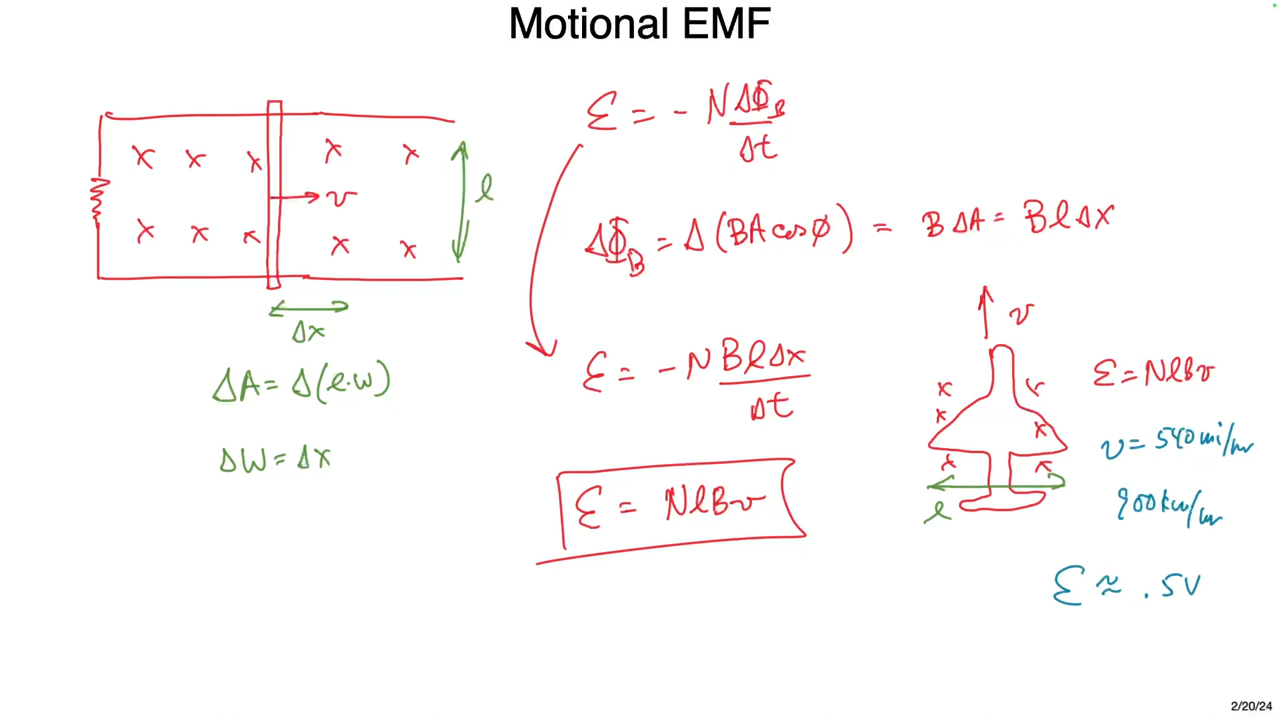 Motional EMF
ε = - N ΔΦ_B / Δt
x x x x x
v
l
x x x x x
Δx
ΔΦ_B = Δ (BA cos φ) = B ΔA = BlΔx
ΔA = Δ(l·w)
ΔW = Δx
ε = - N BlΔx / Δt
ε = NlBv
v
x x
x x
x x
l
ε = NlBv
v = 540 mi/hr
900 km/hr
ε ≈ .5V
2/20/24